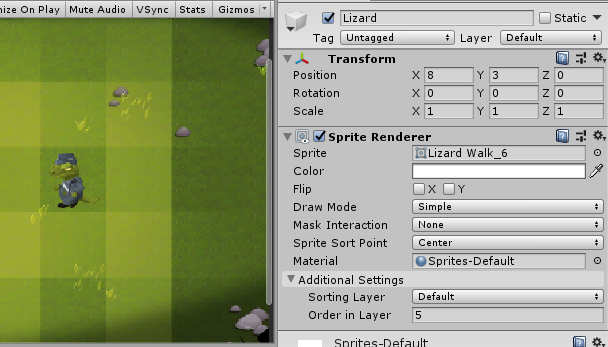 ize On Play Mute Audio VSync Stats Gizmos
Lizard Static
Tag Untagged Layer Default
Transform
Position X 8 Y 3 Z 0
Rotation X 0 Y 0 Z 0
Scale X 1 Y 1 Z 1
Sprite Renderer
Sprite Lizard Walk_6
Color
Flip X Y
Draw Mode Simple
Mask Interaction None
Sprite Sort Point Center
Material Sprites-Default
Additional Settings
Sorting Layer Default
Order in Layer 5
Sprites-Default